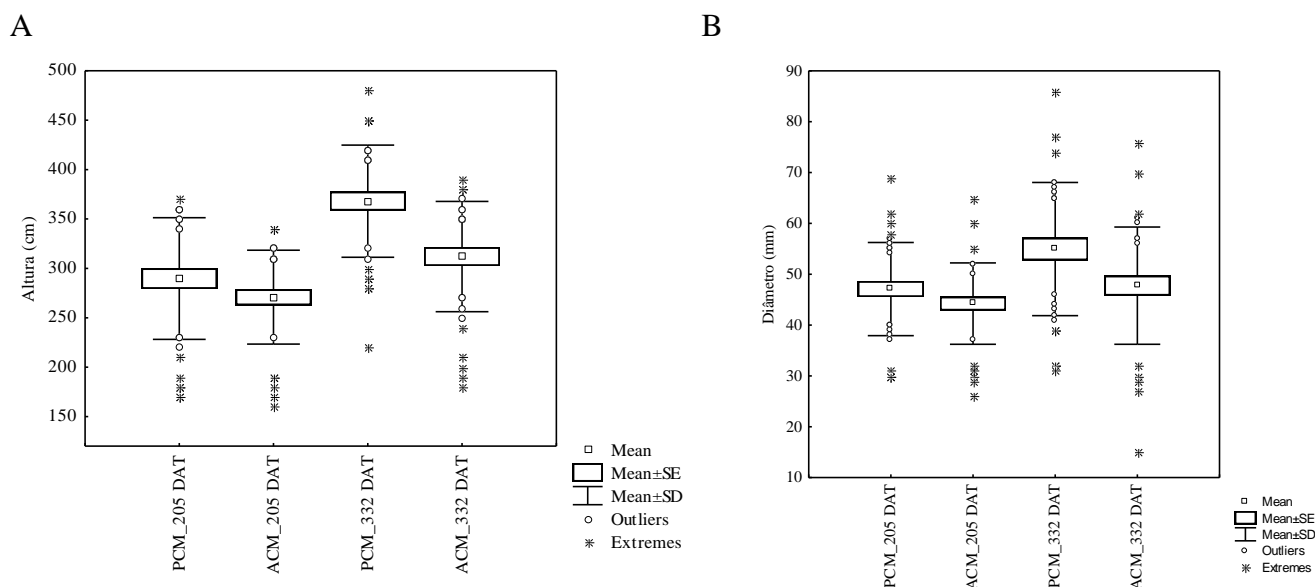 A
B
500
450
400
350
300
250
200
150
Altura (cm)
PCM_205 DAT
ACM_205 DAT
PCM_332 DAT
ACM_332 DAT
Mean
Mean±SE
Mean±SD
Outliers
Extremes
90
80
70
60
50
40
30
20
10
Diâmetro (mm)
PCM_205 DAT
ACM_205 DAT
PCM_332 DAT
ACM_332 DAT
Mean
Mean±SE
Mean±SD
Outliers
Extremes